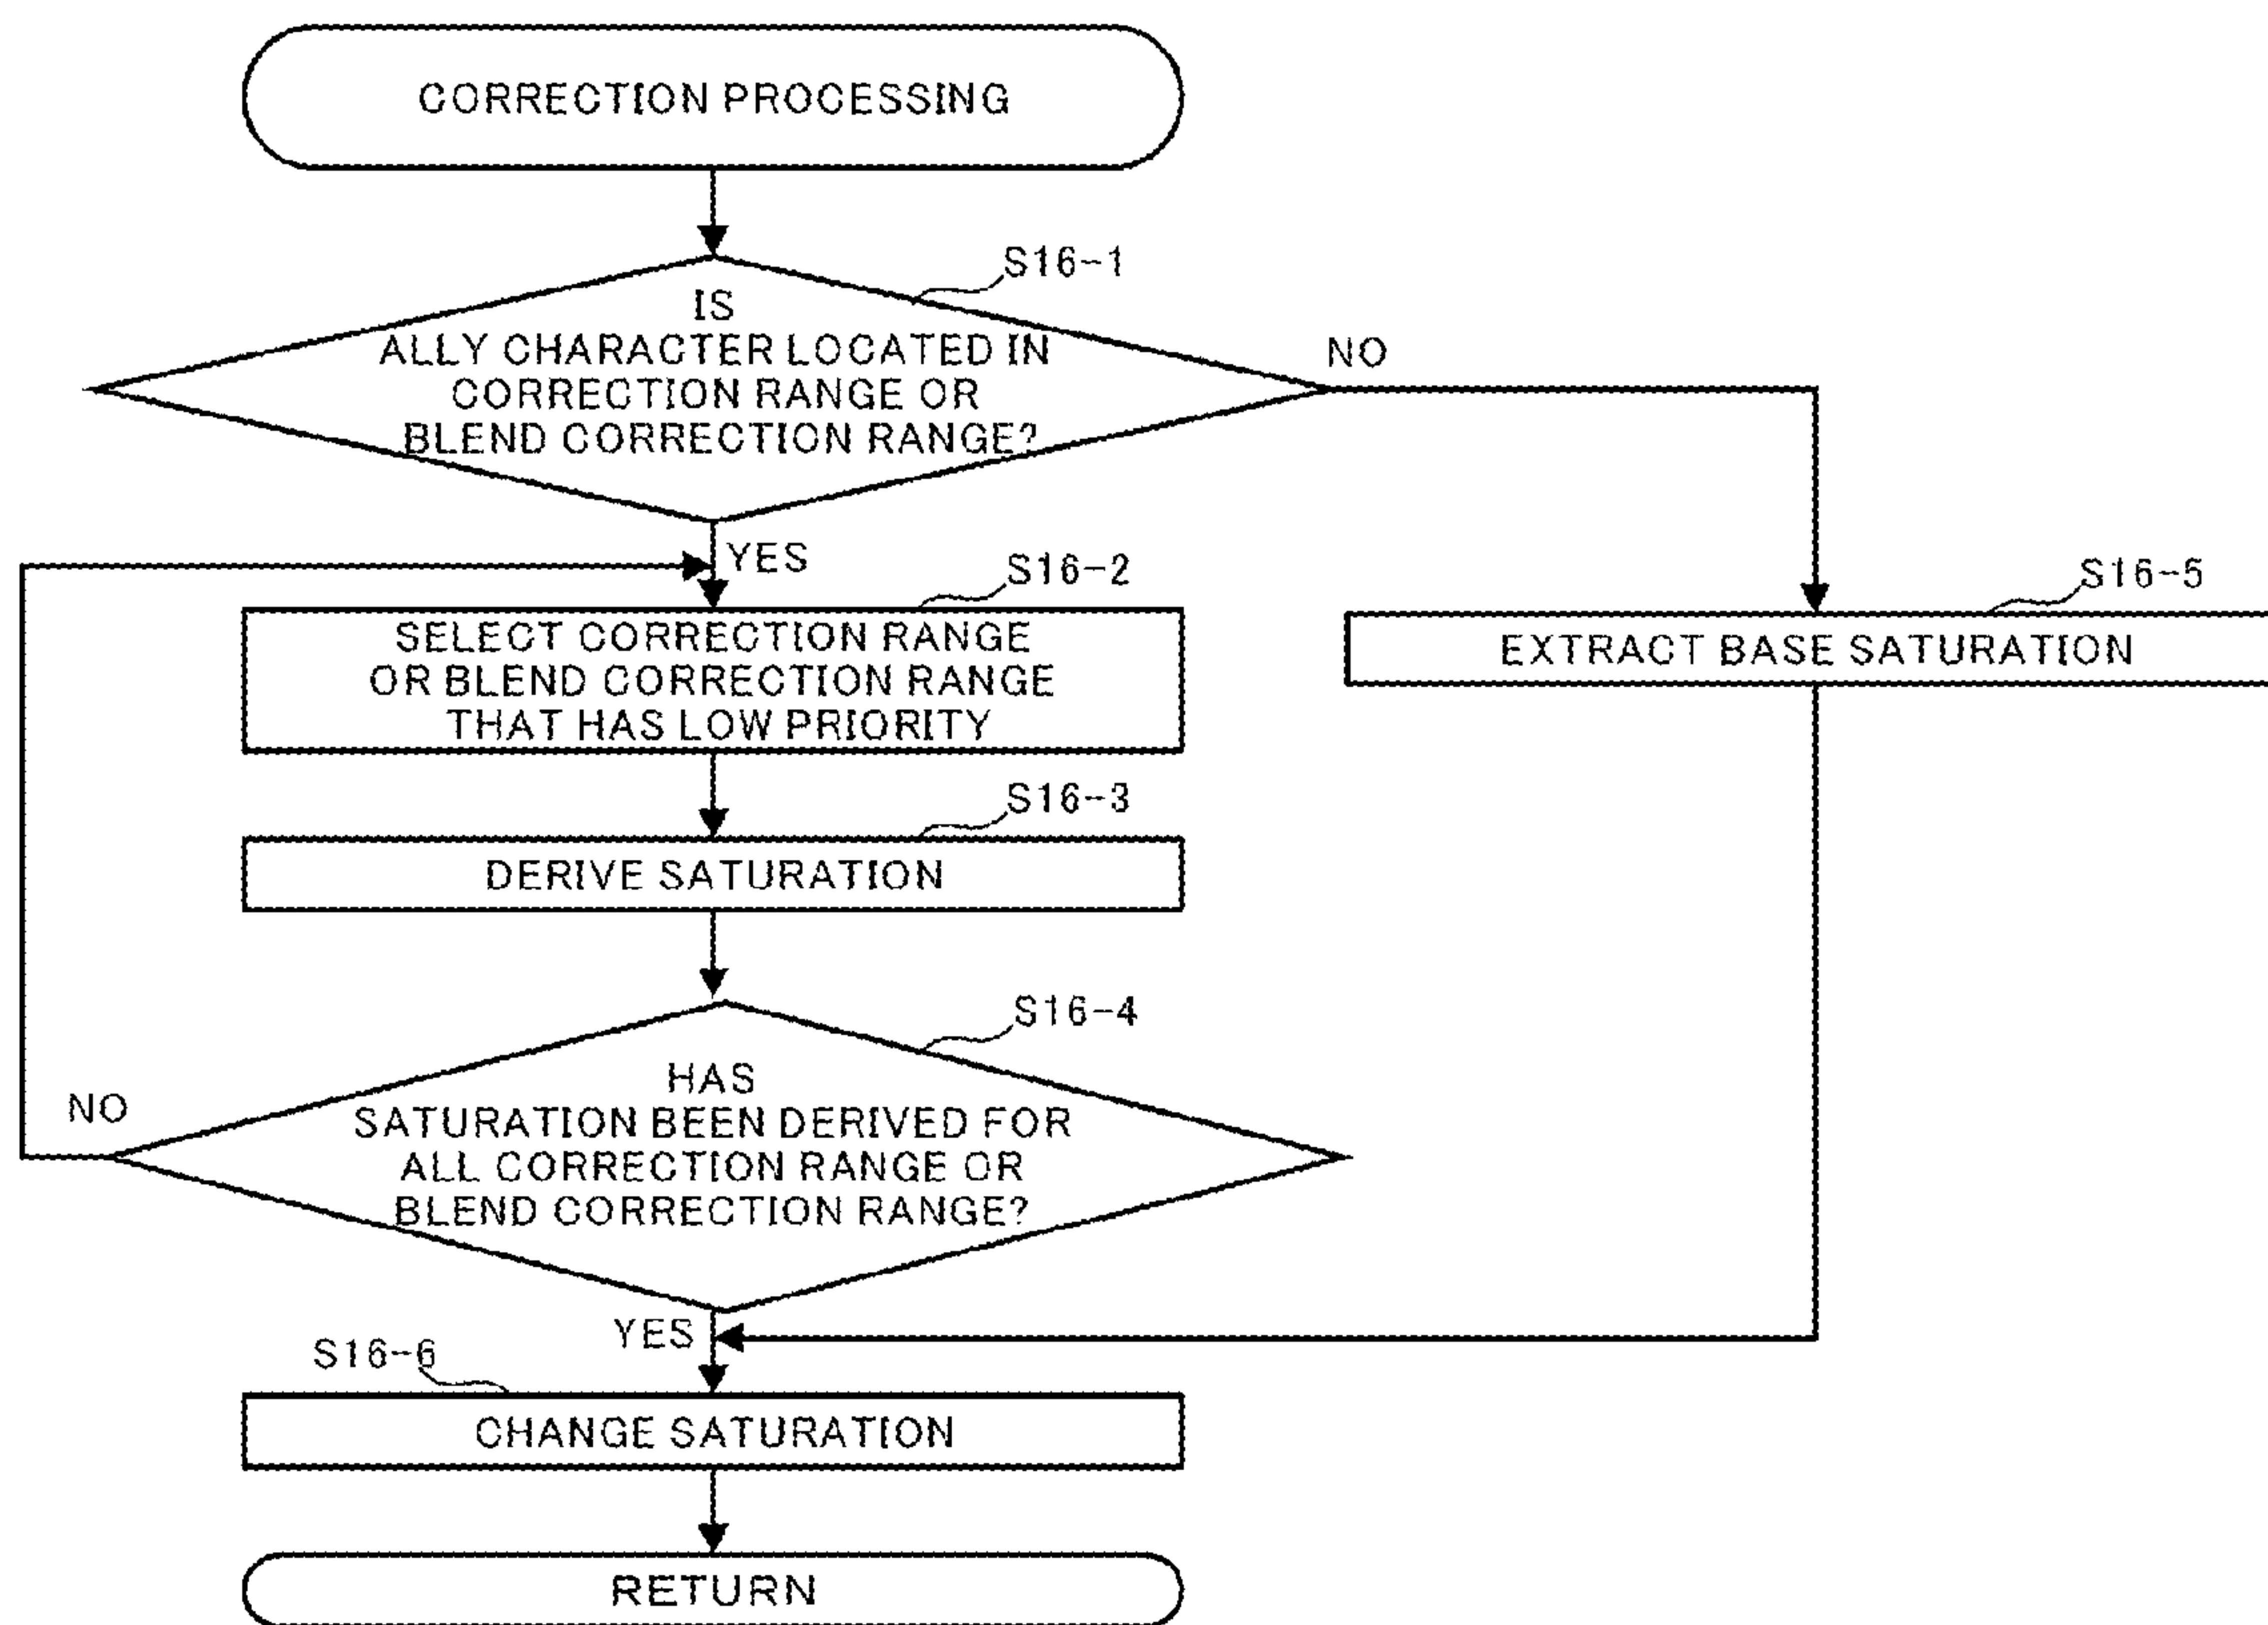 CORRECTION PROCESSING
S16-1
IS
ALLY CHARACTER LOCATED IN
CORRECTION RANGE OR
BLEND CORRECTION RANGE?
NO
YES
S16-2
SELECT CORRECTION RANGE
OR BLEND CORRECTION RANGE
THAT HAS LOW PRIORITY
S16-5
EXTRACT BASE SATURATION
S16-3
DERIVE SATURATION
S16-4
HAS
SATURATION BEEN DERIVED FOR
ALL CORRECTION RANGE OR
BLEND CORRECTION RANGE?
NO
YES
S16-6
CHANGE SATURATION
RETURN